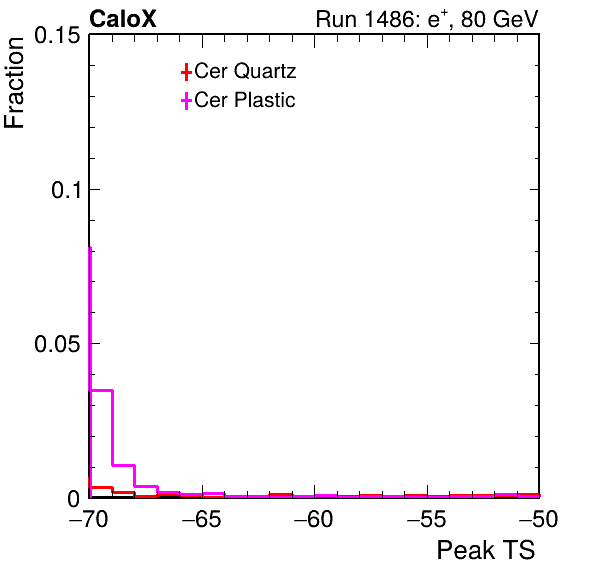 CaloX Run 1486: e⁺, 80 GeV
Fraction
0.15
Cer Quartz
Cer Plastic
0.1
0.05
0
−70 −65 −60 −55 −50
Peak TS